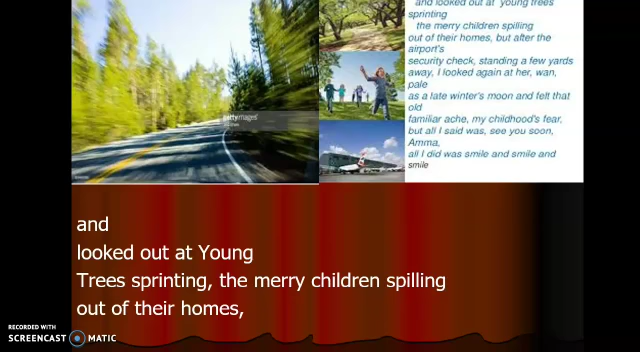 and looked out at young trees
sprinting
the merry children spilling
out of their homes, but after the
airport's
security check, standing a few yards
away, I looked again at her, wan,
pale
as a late winter's moon and felt that
old
familiar ache, my childhood's fear,
but all I said was, see you soon,
Amma,
all I did was smile and smile and
smile
gettyimages
and
looked out at Young
Trees sprinting, the merry children spilling
out of their homes,
RECORDED WITH
SCREENCAST MATIC